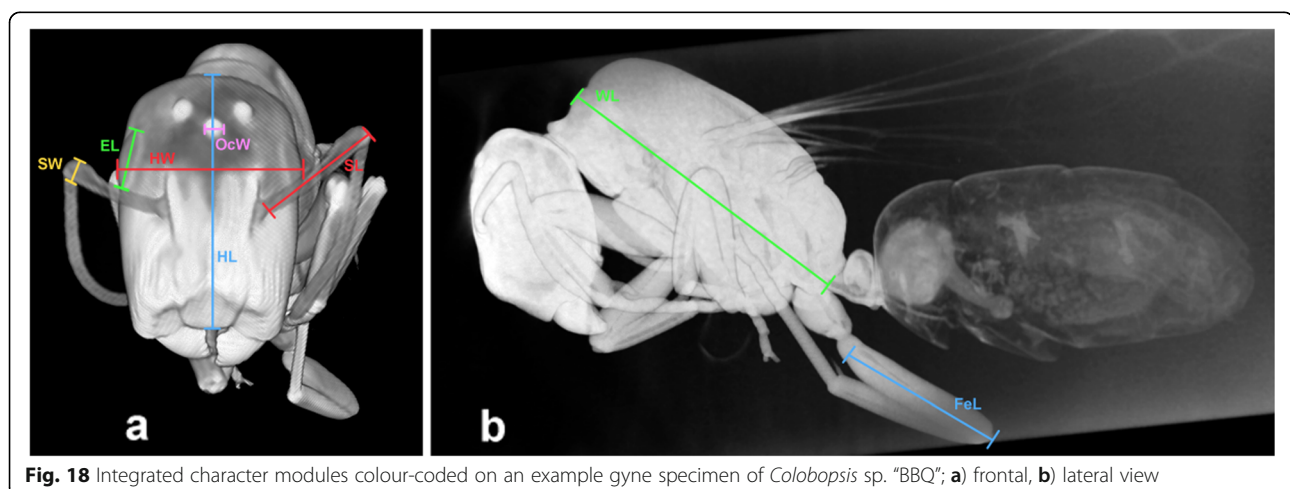 EL
SW
HW
OcW
SL
HL
a
WL
FeL
b
Fig. 18 Integrated character modules colour-coded on an example gyne specimen of Colobopsis sp. "BBQ"; a) frontal, b) lateral view